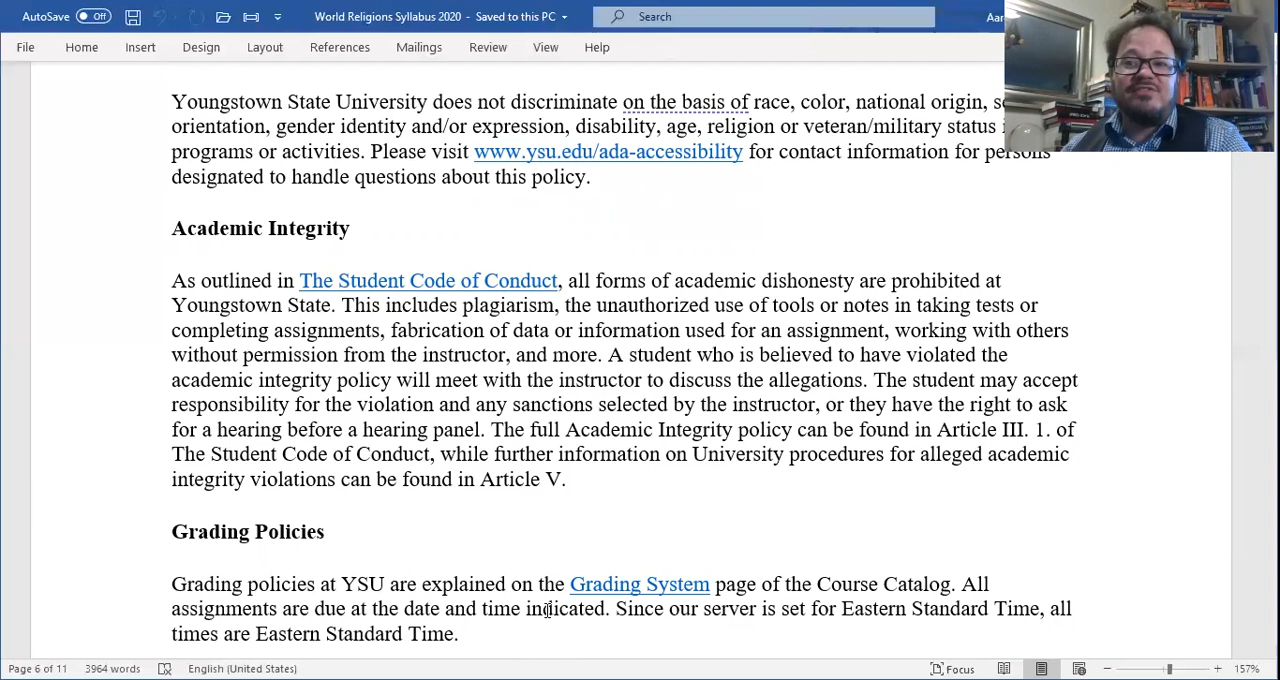 AutoSave Off World Religions Syllabus 2020 - Saved to this PC Search
File Home Insert Design Layout References Mailings Review View Help
Youngstown State University does not discriminate on the basis of race, color, national origin,
orientation, gender identity and/or expression, disability, age, religion or veteran/military status
programs or activities. Please visit www.ysu.edu/ada-accessibility for contact information for persons
designated to handle questions about this policy.
Academic Integrity
As outlined in The Student Code of Conduct, all forms of academic dishonesty are prohibited at
Youngstown State. This includes plagiarism, the unauthorized use of tools or notes in taking tests or
completing assignments, fabrication of data or information used for an assignment, working with others
without permission from the instructor, and more. A student who is believed to have violated the
academic integrity policy will meet with the instructor to discuss the allegations. The student may accept
responsibility for the violation and any sanctions selected by the instructor, or they have the right to ask
for a hearing before a hearing panel. The full Academic Integrity policy can be found in Article III. 1. of
The Student Code of Conduct, while further information on University procedures for alleged academic
integrity violations can be found in Article V.
Grading Policies
Grading policies at YSU are explained on the Grading System page of the Course Catalog. All
assignments are due at the date and time indicated. Since our server is set for Eastern Standard Time, all
times are Eastern Standard Time.
Page 6 of 11 3964 words English (United States) Focus 157%